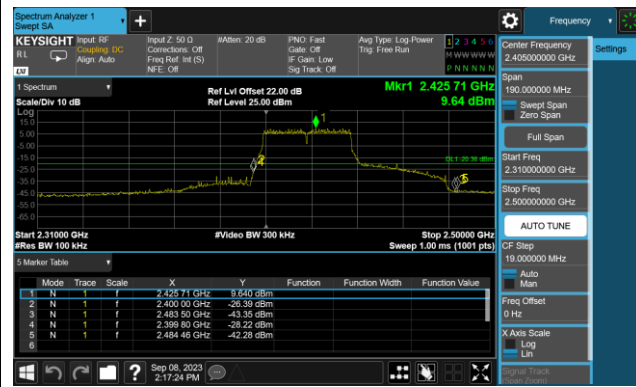 Spectrum Analyzer 1
Swept SA
Frequency
KEYSIGHT
Input: RF
Input Z: 50 Ω
#Atten: 20 dB
PNO: Fast
Avg Type: Log-Power
1 2 3 4 5 6
RL
Coupling: DC
Corrections: Off
Gate: Off
Trig: Free Run
M W W W W W
Align: Auto
Freq Ref: Int (S)
IF Gain: Low
P N N N N N
LXI
NFE: Off
Sig Track: Off
Center Frequency
2.405000000 GHz
Settings
1 Spectrum
Ref Lvl Offset 22.00 dB
Mkr1 2.425 71 GHz
Scale/Div 10 dB
Ref Level 25.00 dBm
9.64 dBm
Span
190.000000 MHz
Swept Span
Zero Span
Full Span
Log
15.0
5.00
-5.00
-15.0
-25.0
-35.0
-45.0
-55.0
-65.0
1
DL1 -20.36 dBm
Start Freq
2.310000000 GHz
Stop Freq
2.500000000 GHz
AUTO TUNE
Start 2.31000 GHz
#Video BW 300 kHz
Stop 2.50000 GHz
#Res BW 100 kHz
Sweep 1.00 ms (1001 pts)
CF Step
19.000000 MHz
Auto
Man
Freq Offset
0 Hz
X Axis Scale
Log
Lin
Signal Track
(Span Zoom)
5 Marker Table
Mode Trace Scale X Y Function Function Width Function Value
1 N 1 f 2.425 71 GHz 9.640 dBm
2 N 1 f 2.400 00 GHz -26.39 dBm
3 N 1 f 2.483 50 GHz -43.35 dBm
4 N 1 f 2.399 80 GHz -28.22 dBm
5 N 1 f 2.484 46 GHz -42.28 dBm
6
Sep 08, 2023
2:17:24 PM